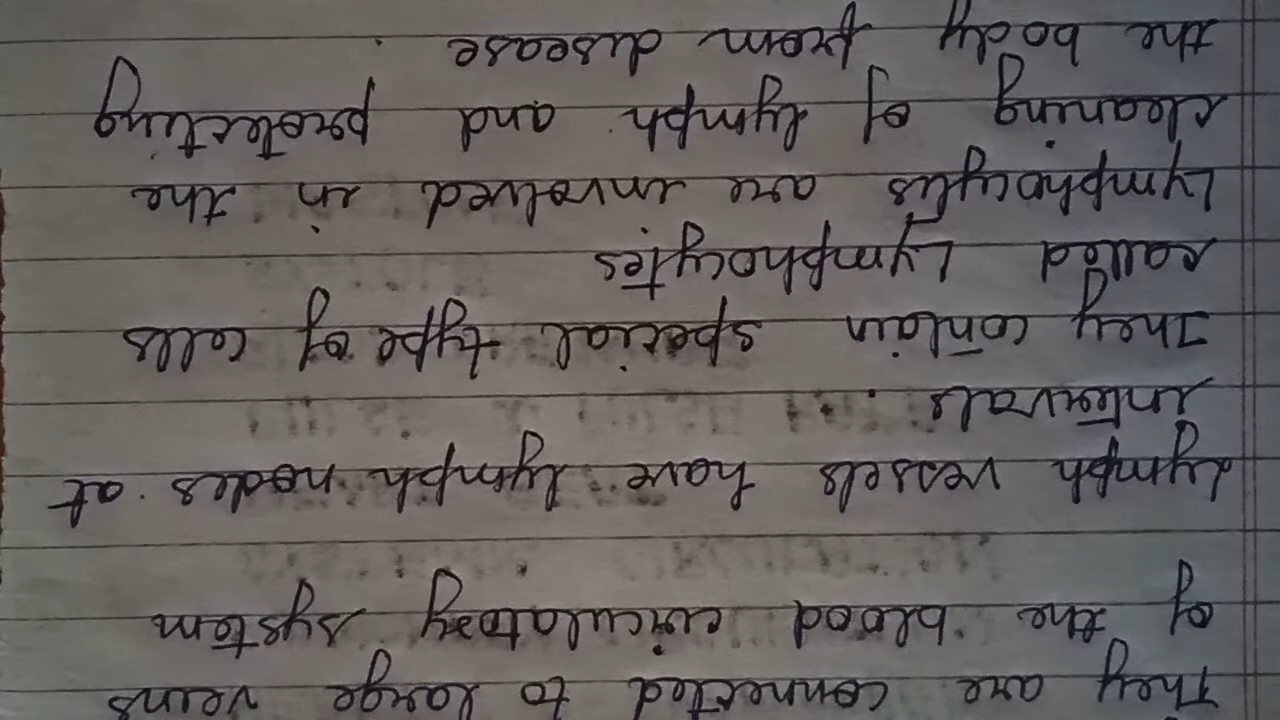 They are connected to large veins
of the blood circulatory system
Lymph vessels have lymph nodes at
intervals.
They contain special type of cells
called Lymphocytes
Lymphocytes are involved in the
cleaning of lymph and protecting
the body from disease.